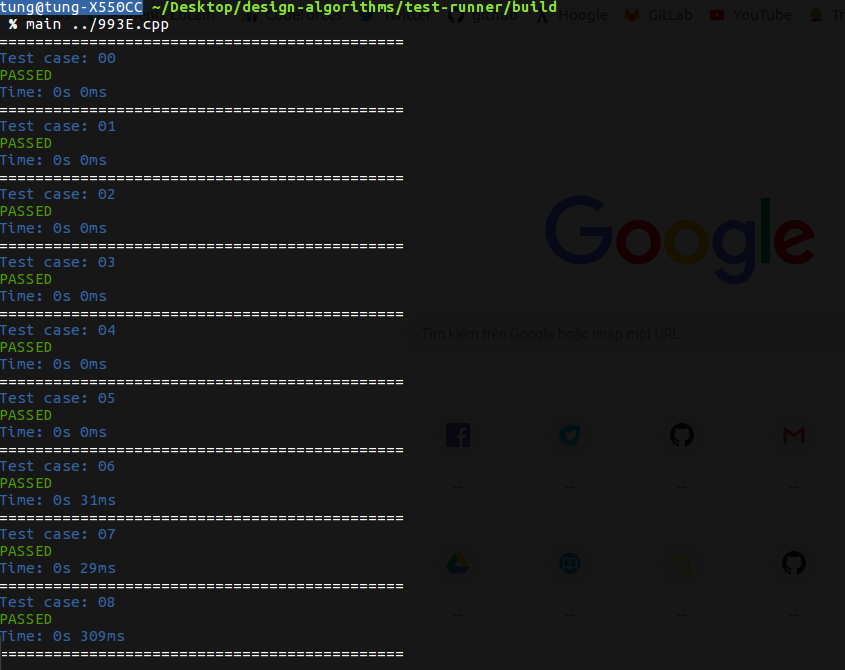 tung@tung-X550CC ~/Desktop/design-algorithms/test-runner/build
% main ../993E.cpp
=============================================
Test case: 00
PASSED
Time: 0s 0ms
=============================================
Test case: 01
PASSED
Time: 0s 0ms
=============================================
Test case: 02
PASSED
Time: 0s 0ms
=============================================
Test case: 03
PASSED
Time: 0s 0ms
=============================================
Test case: 04
PASSED
Time: 0s 0ms
=============================================
Test case: 05
PASSED
Time: 0s 0ms
=============================================
Test case: 06
PASSED
Time: 0s 31ms
=============================================
Test case: 07
PASSED
Time: 0s 29ms
=============================================
Test case: 08
PASSED
Time: 0s 309ms
=============================================
Codeforces Twitter github Hoogle GitLab YouTube
Google
Tìm kiếm trên Google hoặc nhập một URL